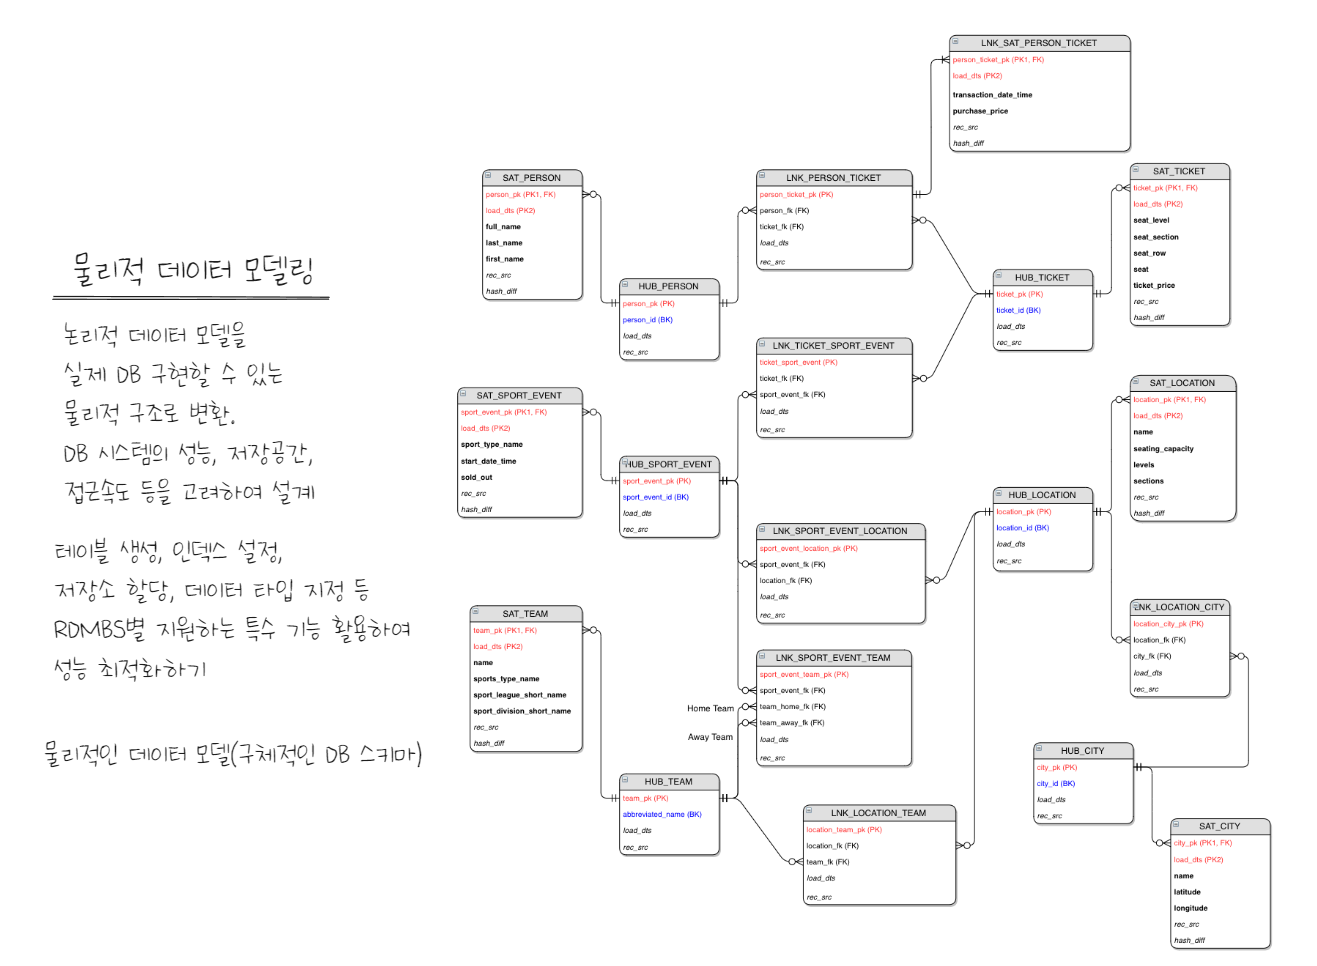 물리적 데이터 모델링
논리적 데이터 모델을
실제 DB 구현할 수 있는
물리적 구조로 변환.
DB 시스템의 성능, 저장공간,
접근속도 등을 고려하여 설계
테이블 생성, 인덱스 설정,
저장소 할당, 데이터 타입 지정 등
RDMBS별 지원하는 특수 기능 활용하여
성능 최적화하기
물리적인 데이터 모델(구체적인 DB 스키마)
LNK_SAT_PERSON_TICKET
person_ticket_pk (PK1, FK)
load_dts (PK2)
transaction_date_time
purchase_price
rec_src
hash_diff
SAT_PERSON
person_pk (PK1, FK)
load_dts (PK2)
full_name
last_name
first_name
rec_src
hash_diff
LNK_PERSON_TICKET
person_ticket_pk (PK)
person_fk (FK)
ticket_fk (FK)
load_dts
rec_src
SAT_TICKET
ticket_pk (PK1, FK)
load_dts (PK2)
seat_level
seat_section
seat_row
seat
ticket_price
rec_src
hash_diff
HUB_PERSON
person_pk (PK)
person_id (BK)
load_dts
rec_src
HUB_TICKET
ticket_pk (PK)
ticket_id (BK)
load_dts
rec_src
LNK_TICKET_SPORT_EVENT
ticket_sport_event (PK)
ticket_fk (FK)
sport_event_fk (FK)
load_dts
rec_src
SAT_SPORT_EVENT
sport_event_pk (PK1, FK)
load_dts (PK2)
sport_type_name
start_date_time
sold_out
rec_src
hash_diff
HUB_SPORT_EVENT
sport_event_pk (PK)
sport_event_id (BK)
load_dts
rec_src
SAT_LOCATION
location_pk (PK1, FK)
load_dts (PK2)
name
seating_capacity
levels
sections
rec_src
hash_diff
HUB_LOCATION
location_pk (PK)
location_id (BK)
load_dts
rec_src
LNK_SPORT_EVENT_LOCATION
sport_event_location_pk (PK)
sport_event_fk (FK)
location_fk (FK)
load_dts
rec_src
SAT_TEAM
team_pk (PK1, FK)
load_dts (PK2)
name
sports_type_name
sport_league_short_name
sport_division_short_name
rec_src
hash_diff
LNK_SPORT_EVENT_TEAM
sport_event_team_pk (PK)
sport_event_fk (FK)
team_home_fk (FK)
team_away_fk (FK)
load_dts
rec_src
Home Team
Away Team
LNK_LOCATION_CITY
location_city_pk (PK)
location_fk (FK)
city_fk (FK)
load_dts
rec_src
HUB_TEAM
team_pk (PK)
abbreviated_name (BK)
load_dts
rec_src
HUB_CITY
city_pk (PK)
city_id (BK)
load_dts
rec_src
LNK_LOCATION_TEAM
location_team_pk (PK)
location_fk (FK)
team_fk (FK)
load_dts
rec_src
SAT_CITY
city_pk (PK1, FK)
load_dts (PK2)
name
latitude
longitude
rec_src
hash_diff